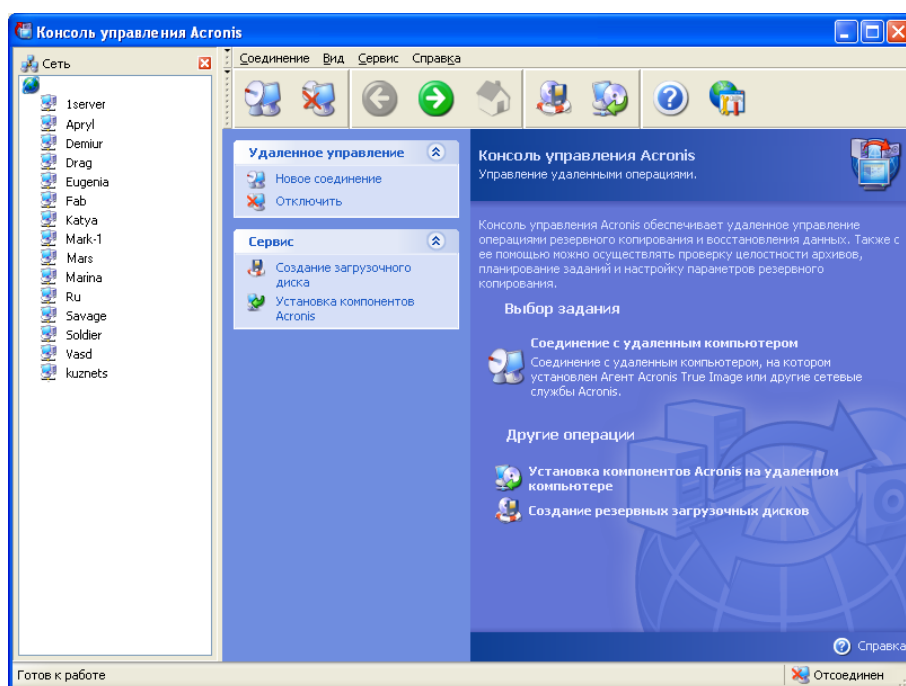 Консоль управления Acronis
Сеть
1server
Apryl
Demiur
Drag
Eugenia
Fab
Katya
Mark-1
Mars
Marina
Ru
Savage
Soldier
Vasd
kuznets
Соединение Вид Сервис Справка
Удаленное управление
Новое соединение
Отключить
Сервис
Создание загрузочного
диска
Установка компонентов
Acronis
Консоль управления Acronis
Управление удаленными операциями.
Консоль управления Acronis обеспечивает удаленное управление
операциями резервного копирования и восстановления данных. Также с
ее помощью можно осуществлять проверку целостности архивов,
планирование заданий и настройку параметров резервного
копирования.
Выбор задания
Соединение с удаленным компьютером
Соединение с удаленным компьютером, на котором
установлен Агент Acronis True Image или другие сетевые
службы Acronis.
Другие операции
Установка компонентов Acronis на удаленном
компьютере
Создание резервных загрузочных дисков
Справка
Готов к работе
Отсоединен